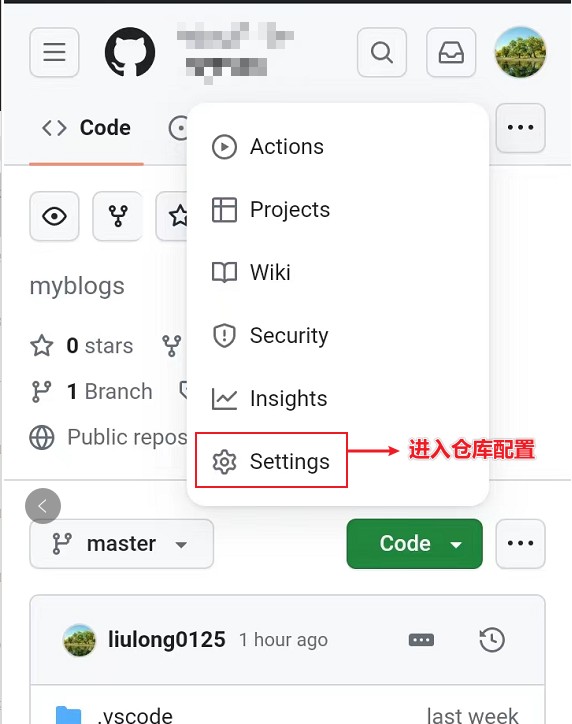 Code
Actions
Projects
Wiki
Security
Insights
Settings
进入仓库配置
myblogs
0 stars
1 Branch
Public repos
master
Code
liulong0125 1 hour ago
.vscode last week